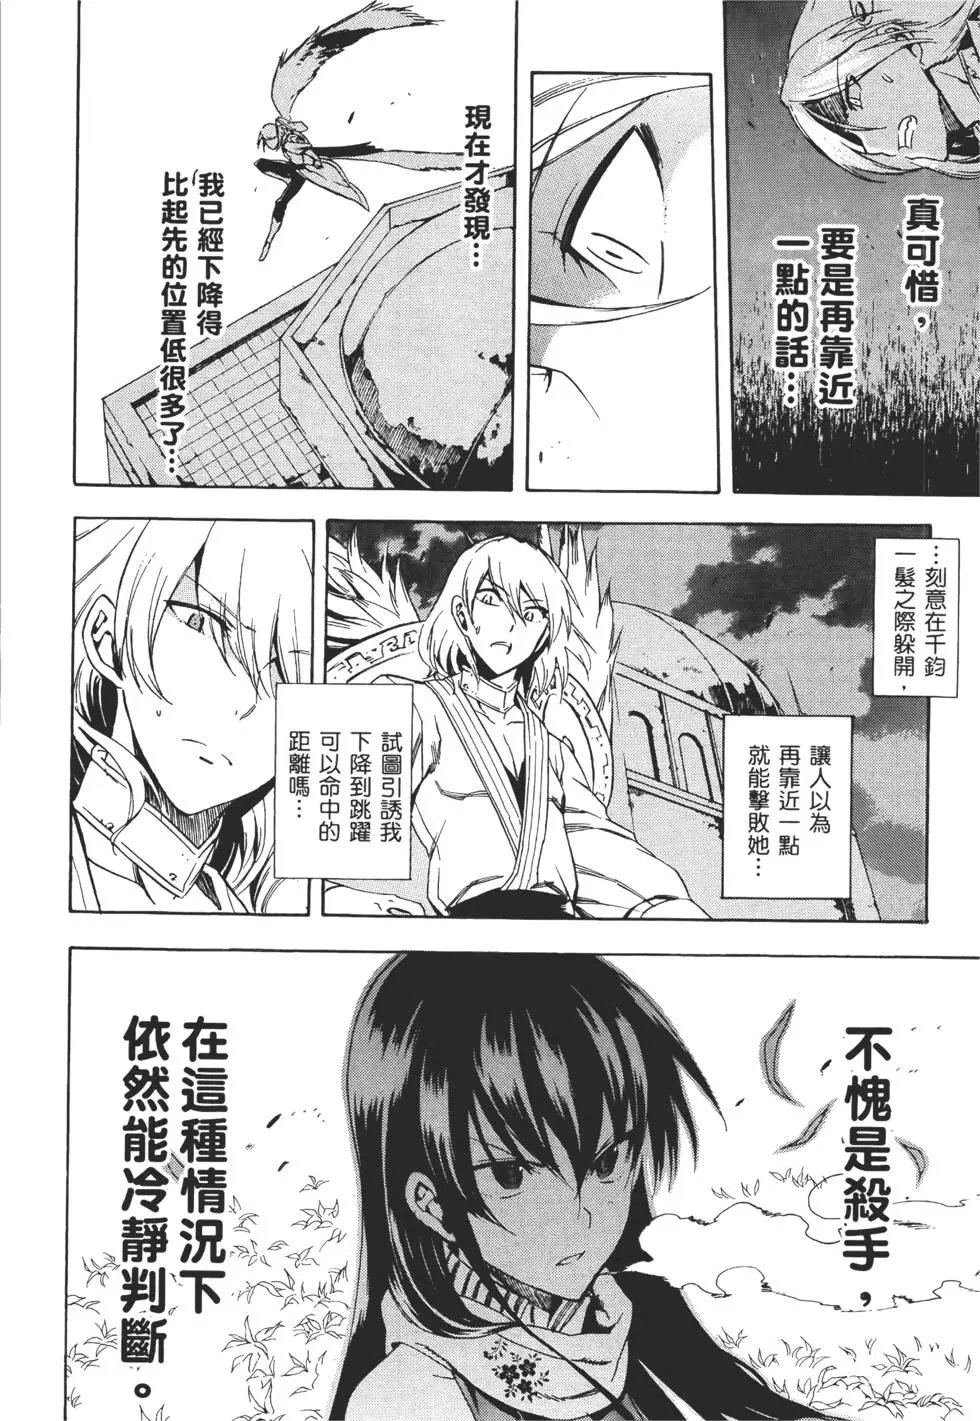 真可惜，
要是再靠近
一點的話…
現在才發現…
我已經下降得
比起先的位置低很多了…
…刻意在千鈞
一髮之際躲開，
讓人以為
再靠近一點
就能擊敗她…
試圖引誘我
下降到跳躍
可以命中的
距離嗎…
不愧是殺手，
在這種情況下
依然能冷靜判斷。